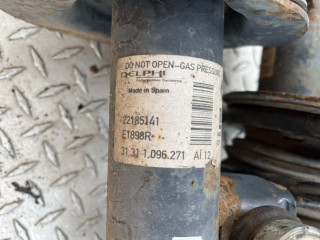 DO NOT OPEN-GAS PRESSURE
DELPHI
Made in Spain
22185141
E1898R-
31.31 1.096.271 AI.12